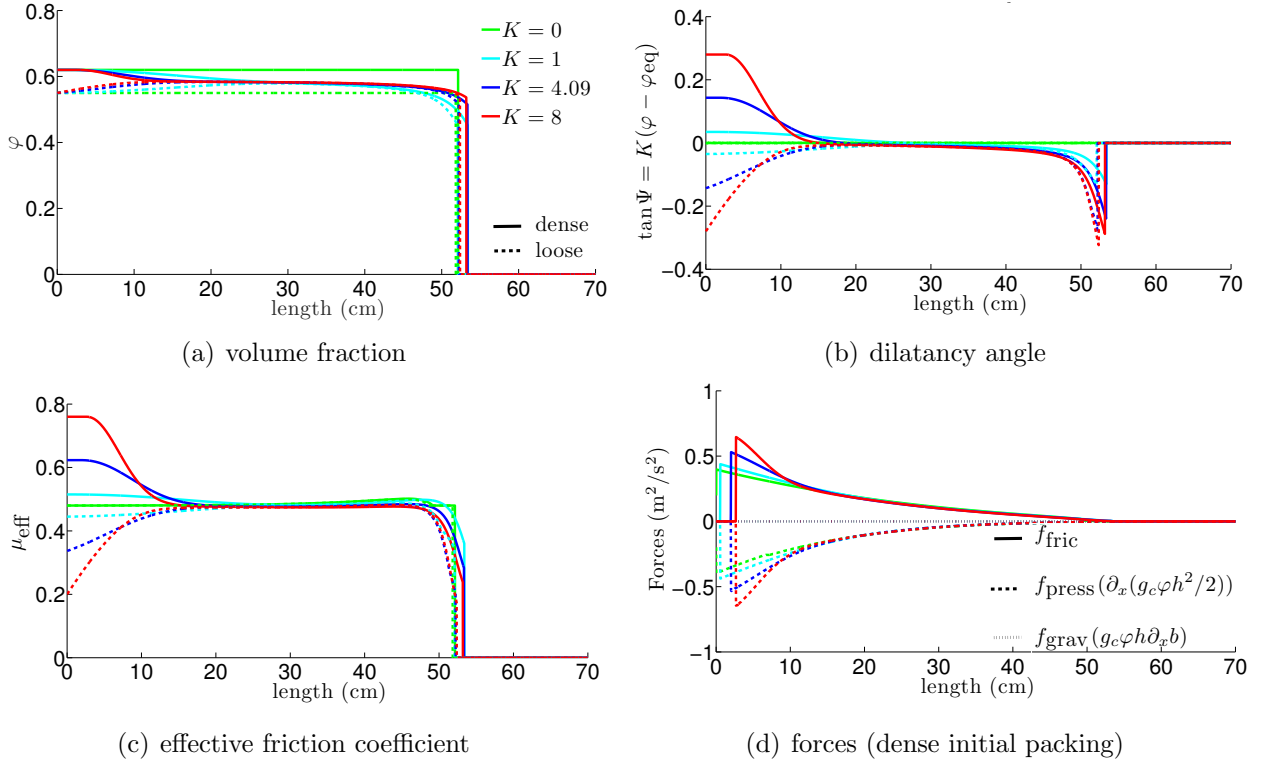 0.8
0.6
0.4
0.2
0
φ
K = 0
K = 1
K = 4.09
K = 8
dense
loose
0 10 20 30 40 50 60 70
length (cm)
(a) volume fraction
0.4
0.2
0
−0.2
−0.4
tan Ψ = K(φ − φeq)
0 10 20 30 40 50 60 70
length (cm)
(b) dilatancy angle
0.8
0.6
0.4
0.2
0
μeff
0 10 20 30 40 50 60 70
length (cm)
(c) effective friction coefficient
1
0.5
0
−0.5
−1
Forces (m²/s²)
ffric
fpress(∂x(gcφh²/2))
fgrav(gcφh∂xb)
0 10 20 30 40 50 60 70
length (cm)
(d) forces (dense initial packing)